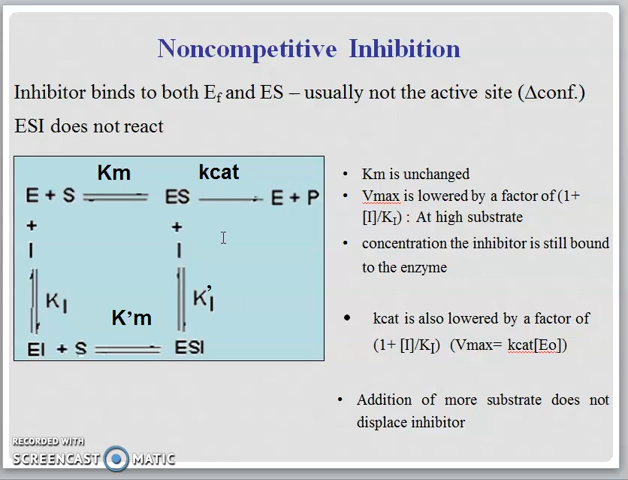 Noncompetitive Inhibition
Inhibitor binds to both Ef and ES – usually not the active site (Δconf.)
ESI does not react
Km kcat
E + S ES E + P
+ +
I I
KI K'I
K’m
EI + S ESI
• Km is unchanged
• Vmax is lowered by a factor of (1+
[I]/KI) : At high substrate
• concentration the inhibitor is still bound
to the enzyme
• kcat is also lowered by a factor of
(1+ [I]/KI) (Vmax= kcat[Eo])
• Addition of more substrate does not
displace inhibitor
RECORDED WITH
SCREENCAST MATIC